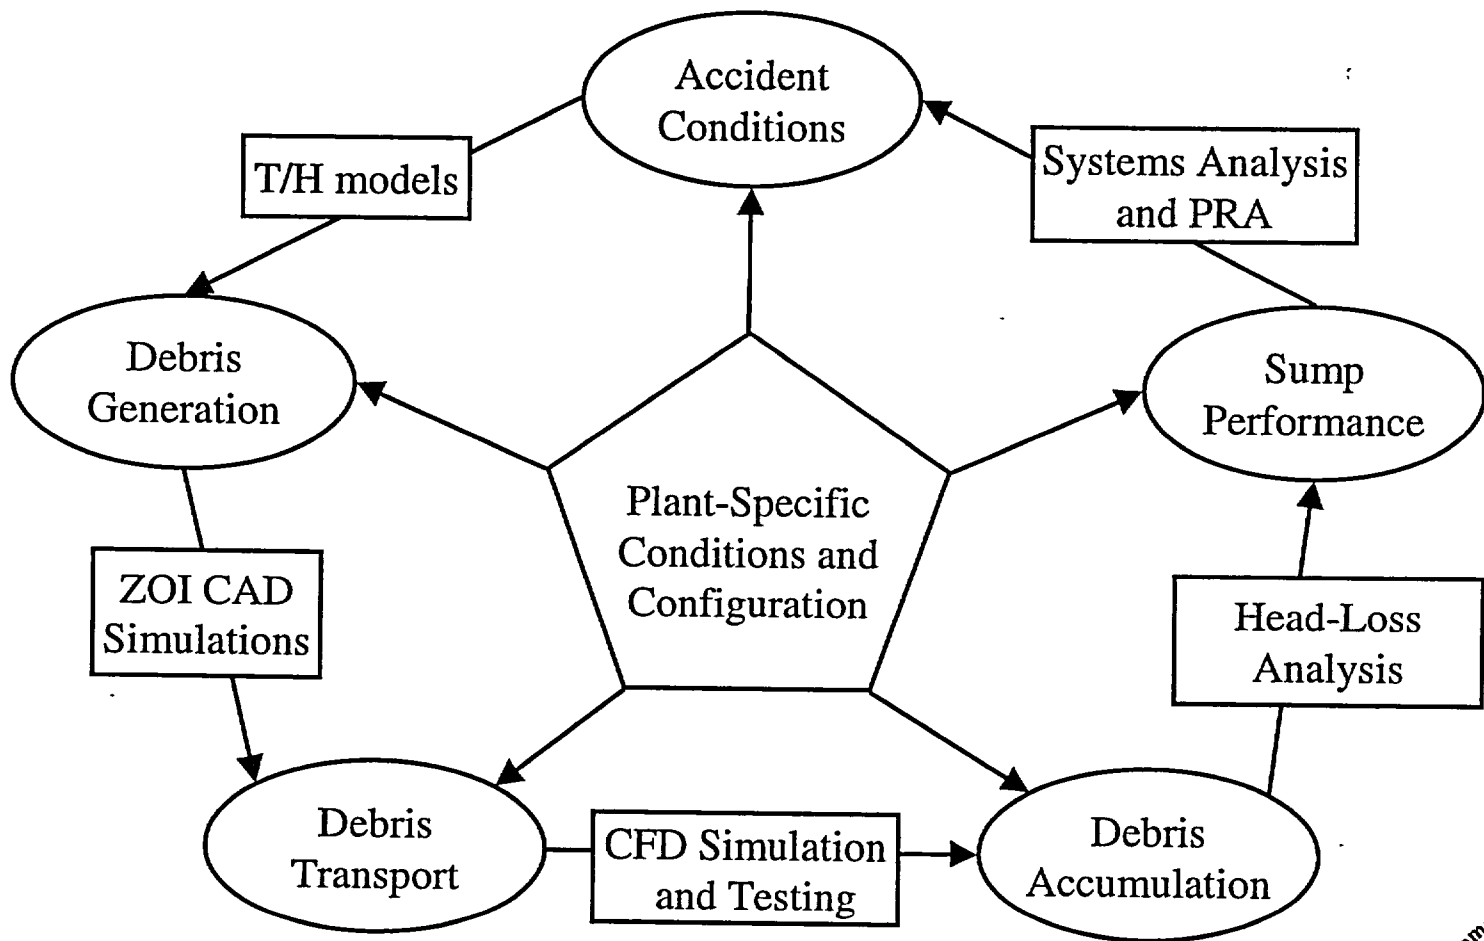 Accident
Conditions
T/H models
Systems Analysis
and PRA
Debris
Generation
Sump
Performance
Plant-Specific
Conditions and
Configuration
ZOI CAD
Simulations
Head-Loss
Analysis
Debris
Transport
CFD Simulation
and Testing
Debris
Accumulation